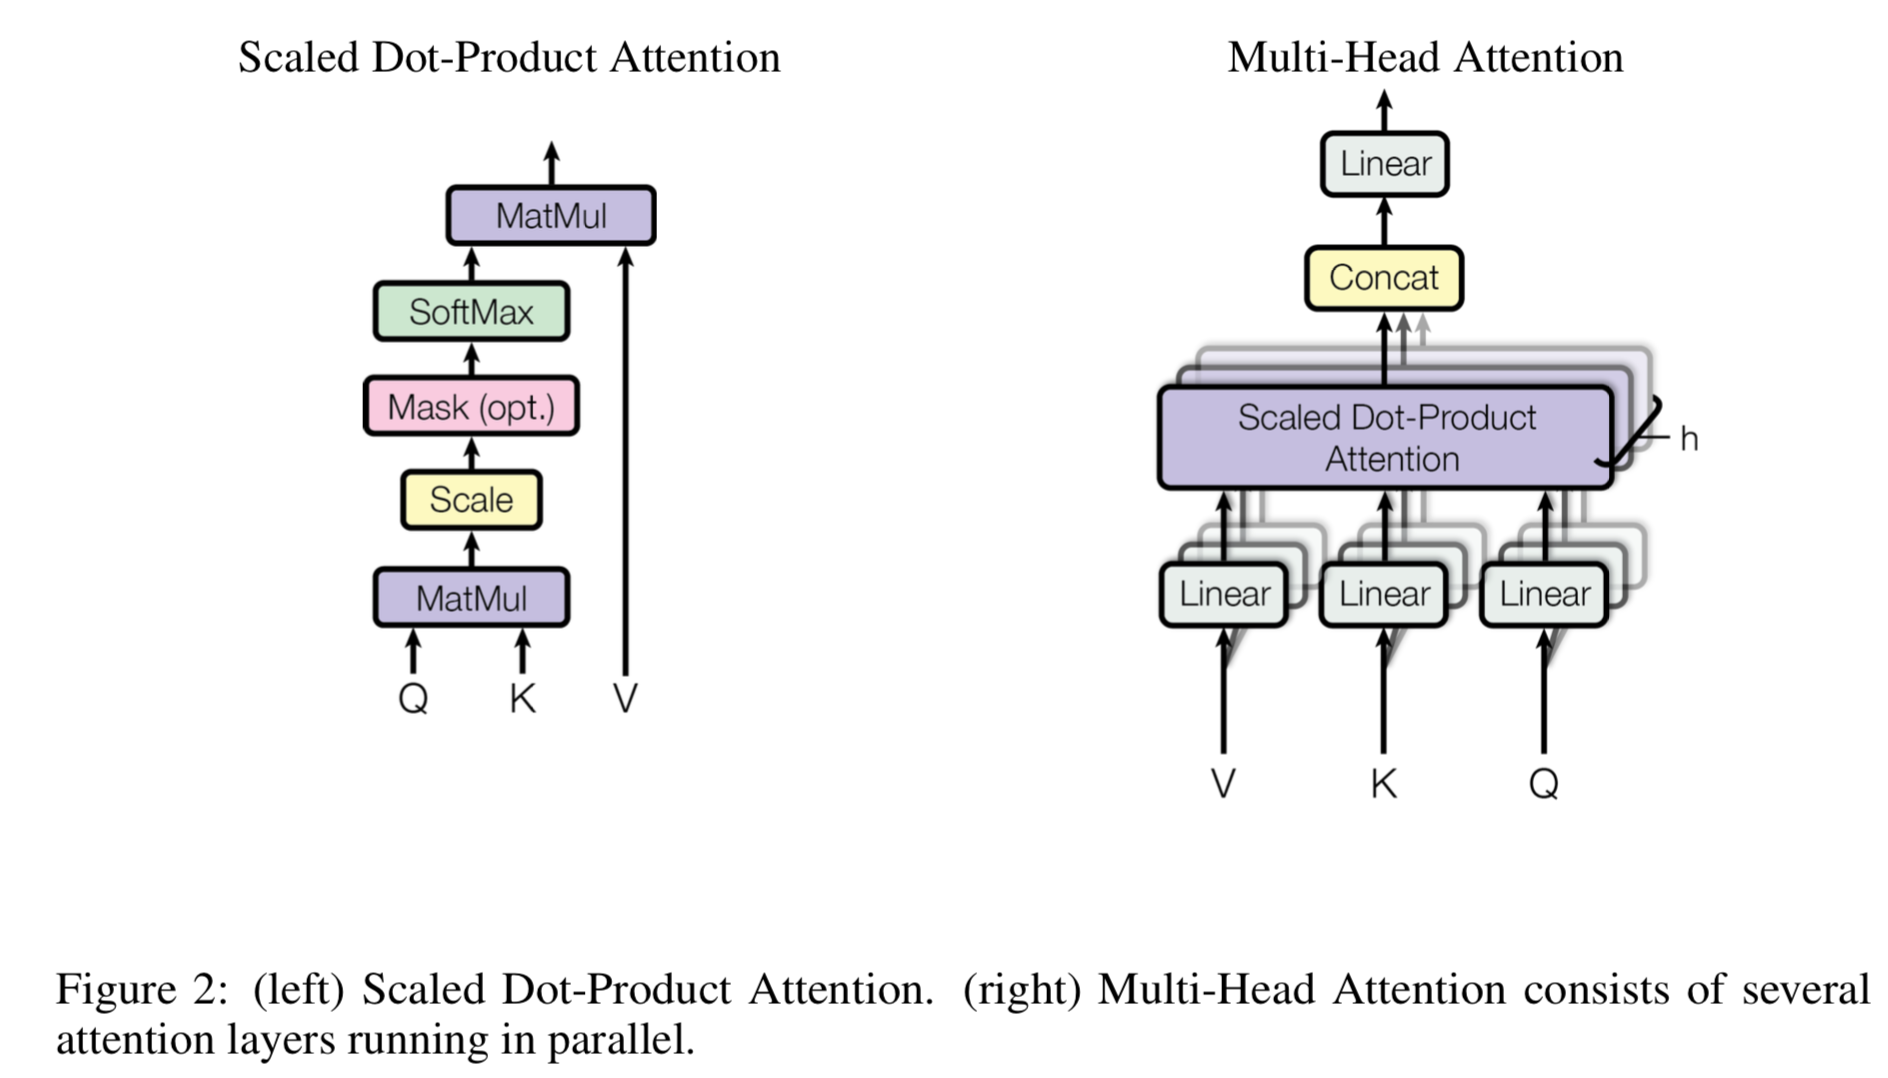 Scaled Dot-Product Attention
MatMul
SoftMax
Mask (opt.)
Scale
MatMul
Q K V
Multi-Head Attention
Linear
Concat
Scaled Dot-Product
Attention
h
Linear Linear Linear
V K Q
Figure 2: (left) Scaled Dot-Product Attention. (right) Multi-Head Attention consists of several
attention layers running in parallel.